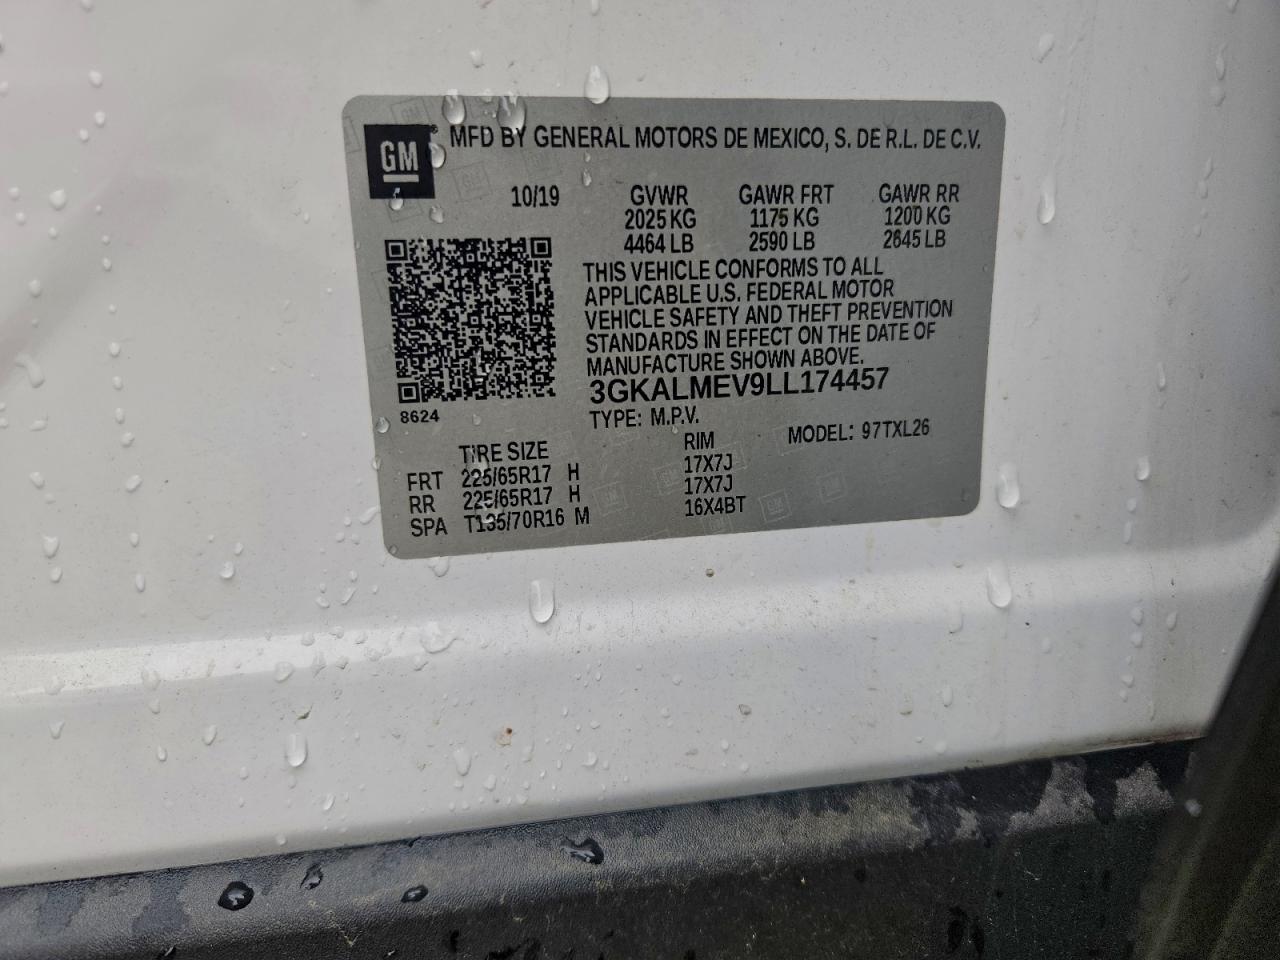 GM
MFD BY GENERAL MOTORS DE MEXICO, S. DE R.L. DE C.V.
10/19 GVWR GAWR FRT GAWR RR
2025 KG 1175 KG 1200 KG
4464 LB 2590 LB 2645 LB
THIS VEHICLE CONFORMS TO ALL
APPLICABLE U.S. FEDERAL MOTOR
VEHICLE SAFETY AND THEFT PREVENTION
STANDARDS IN EFFECT ON THE DATE OF
MANUFACTURE SHOWN ABOVE.
3GKALMEV9LL174457
8624
TYPE: M.P.V. MODEL: 97TXL26
TIRE SIZE RIM
FRT 225/65R17 H 17X7J
RR 225/65R17 H 17X7J
SPA T135/70R16 M 16X4BT